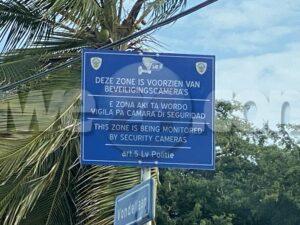 DEZE ZONE IS VOORZIEN VAN
BEVEILIGINGSCAMERA'S
E ZONA AKI TA WORDO
VIGILA PA CAMARA DI SEGURIDAD
THIS ZONE IS BEING MONITORED
BY SECURITY CAMERAS
art 5 Lv Politie
Vondellaan